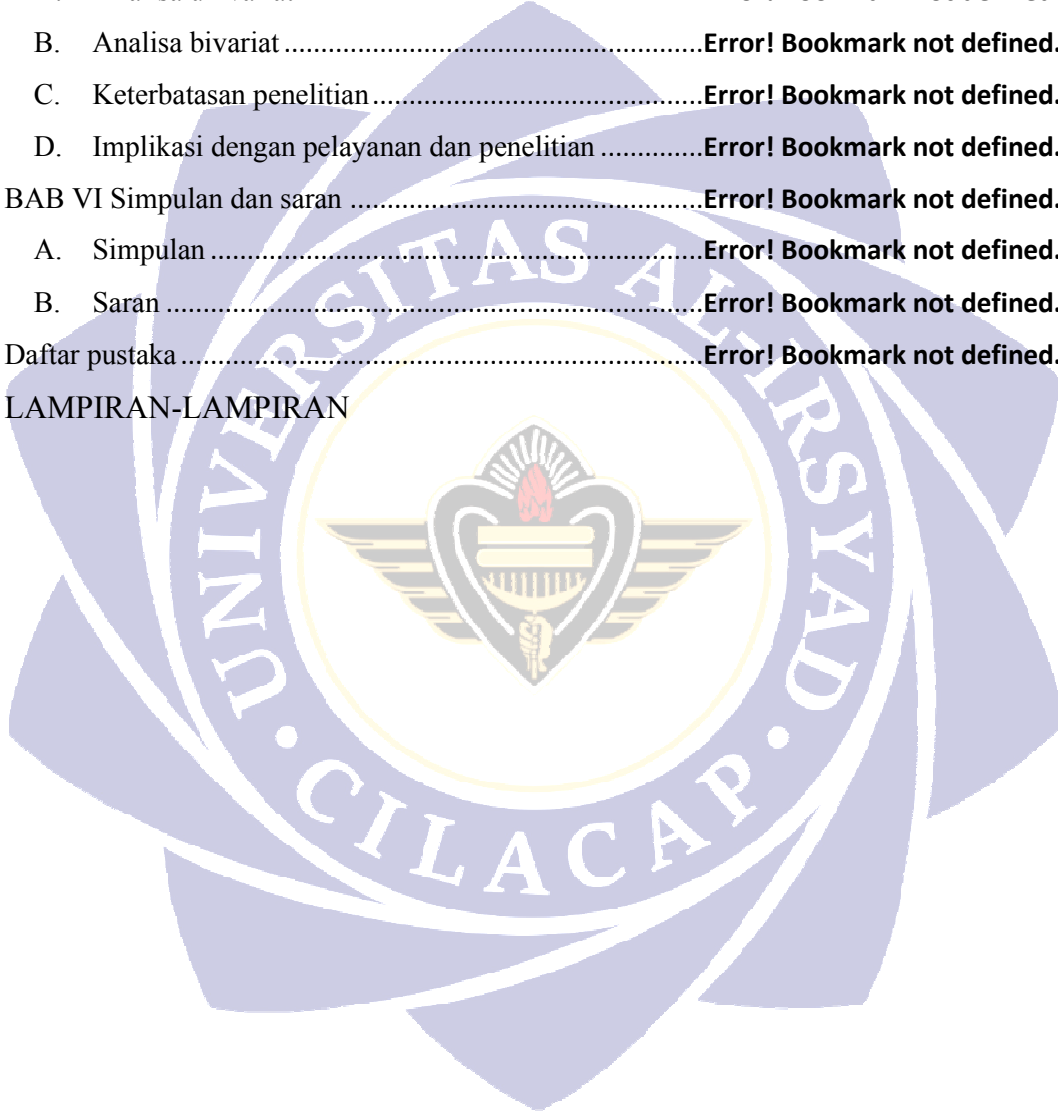 B. Analisa bivariat ........................................................ Error! Bookmark not defined.
C. Keterbatasan penelitian ........................................... Error! Bookmark not defined.
D. Implikasi dengan pelayanan dan penelitian .............. Error! Bookmark not defined.
BAB VI Simpulan dan saran ................................................ Error! Bookmark not defined.
A. Simpulan .................................................................. Error! Bookmark not defined.
B. Saran ........................................................................ Error! Bookmark not defined.
Daftar pustaka ...................................................................... Error! Bookmark not defined.
LAMPIRAN-LAMPIRAN
UNIVERSITAS AL-IRSYAD
CILACAP